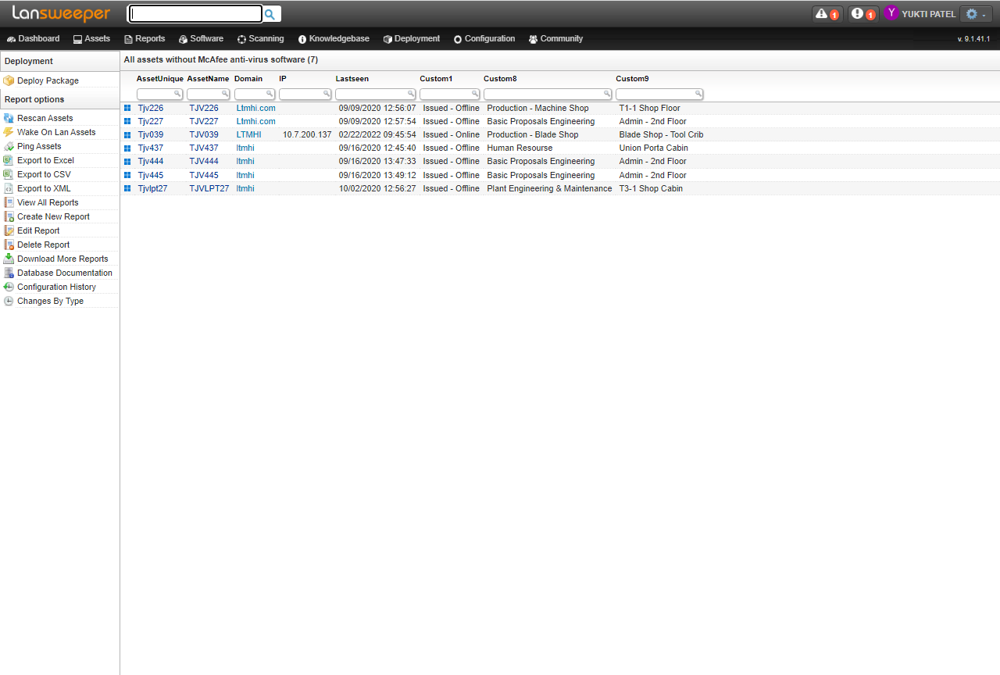 Lansweeper
1 1 Y YUKTI PATEL
Dashboard Assets Reports Software Scanning Knowledgebase Deployment Configuration Community v. 9.1.41.1
Deployment
Deploy Package
Report options
Rescan Assets
Wake On Lan Assets
Ping Assets
Export to Excel
Export to CSV
Export to XML
View All Reports
Create New Report
Edit Report
Delete Report
Download More Reports
Database Documentation
Configuration History
Changes By Type
All assets without McAfee anti-virus software (7)
AssetUnique AssetName Domain IP Lastseen Custom1 Custom8 Custom9
Tjv226 TJV226 Ltmhi.com 09/09/2020 12:56:07 Issued - Offline Production - Machine Shop T1-1 Shop Floor
Tjv227 TJV227 Ltmhi.com 09/09/2020 12:57:54 Issued - Offline Basic Proposals Engineering Admin - 2nd Floor
Tjv039 TJV039 LTMHI 10.7.200.137 02/22/2022 09:45:54 Issued - Online Production - Blade Shop Blade Shop - Tool Crib
Tjv437 TJV437 ltmhi 09/16/2020 12:45:40 Issued - Offline Human Resourse Union Porta Cabin
Tjv444 TJV444 ltmhi 09/16/2020 13:47:33 Issued - Offline Basic Proposals Engineering Admin - 2nd Floor
Tjv445 TJV445 ltmhi 09/16/2020 13:49:12 Issued - Offline Basic Proposals Engineering Admin - 2nd Floor
Tjvlpt27 TJVLPT27 ltmhi 10/02/2020 12:56:27 Issued - Offline Plant Engineering & Maintenance T3-1 Shop Cabin